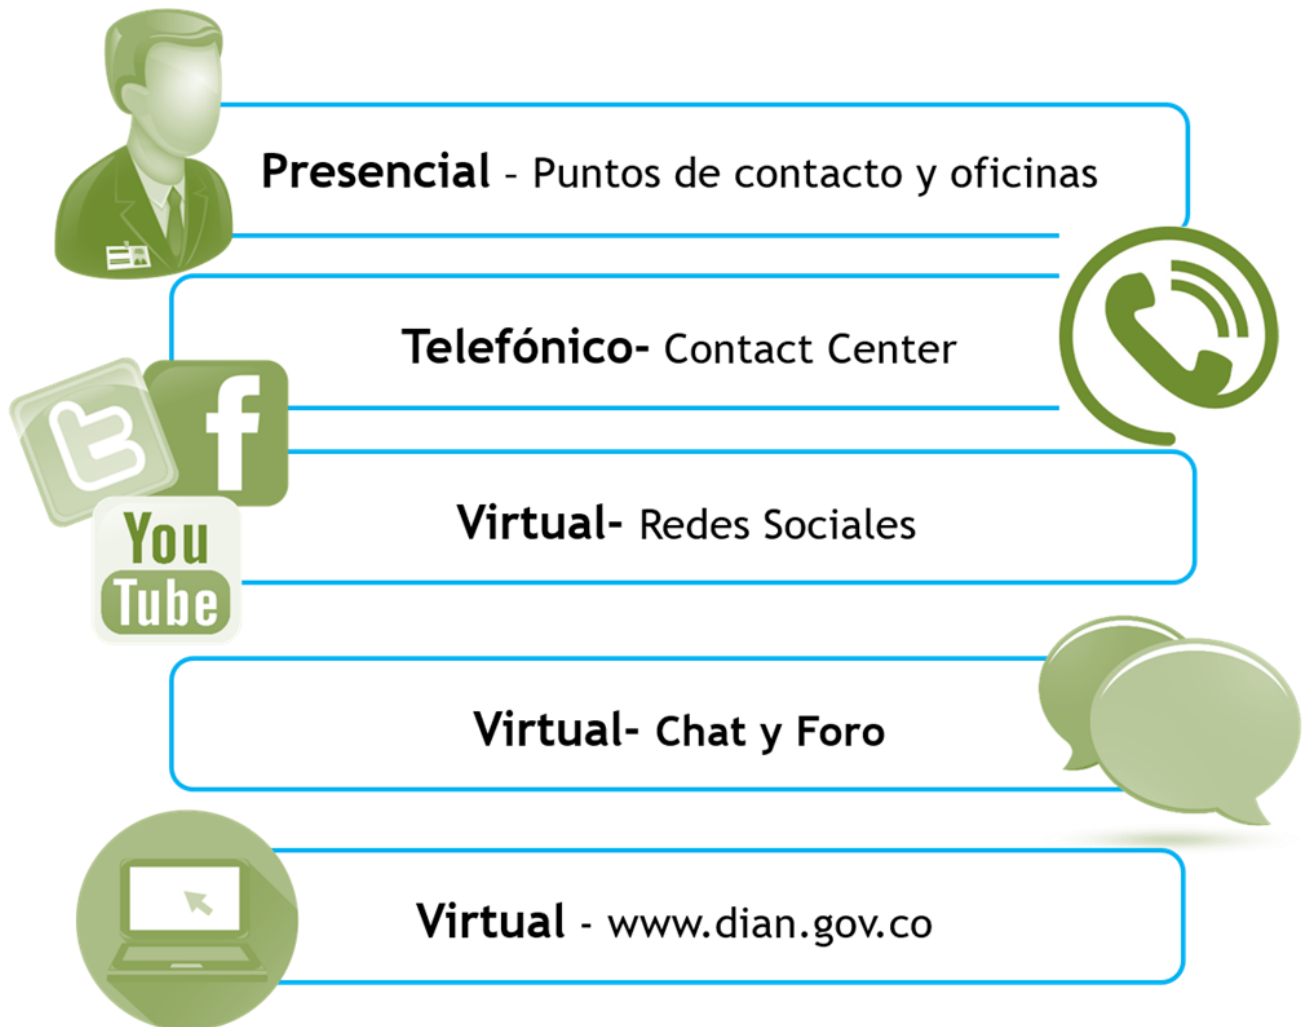 Presencial – Puntos de contacto y oficinas
Telefónico- Contact Center
Virtual- Redes Sociales
You
Tube
Virtual- Chat y Foro
Virtual - www.dian.gov.co